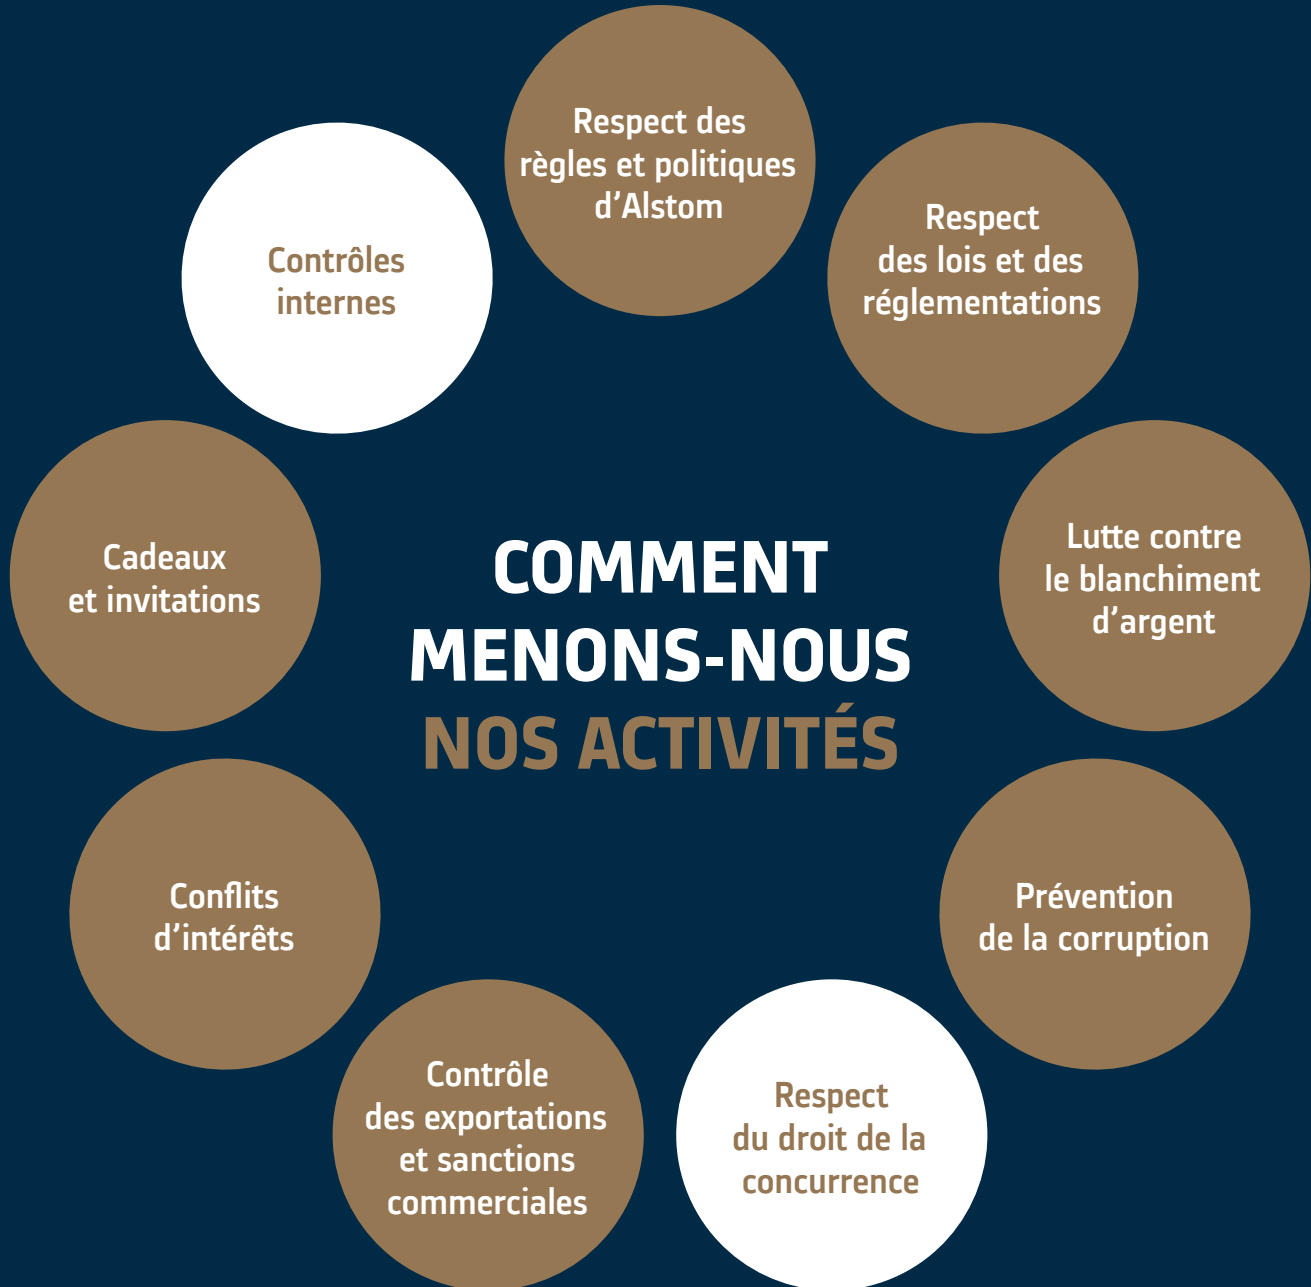 Respect des
règles et politiques
d’Alstom
Respect
des lois et des
réglementations
Lutte contre
le blanchiment
d’argent
Prévention
de la corruption
Respect
du droit de la
concurrence
Contrôle
des exportations
et sanctions
commerciales
Conflits
d’intérêts
Cadeaux
et invitations
Contrôles
internes
COMMENT
MENONS-NOUS
NOS ACTIVITÉS